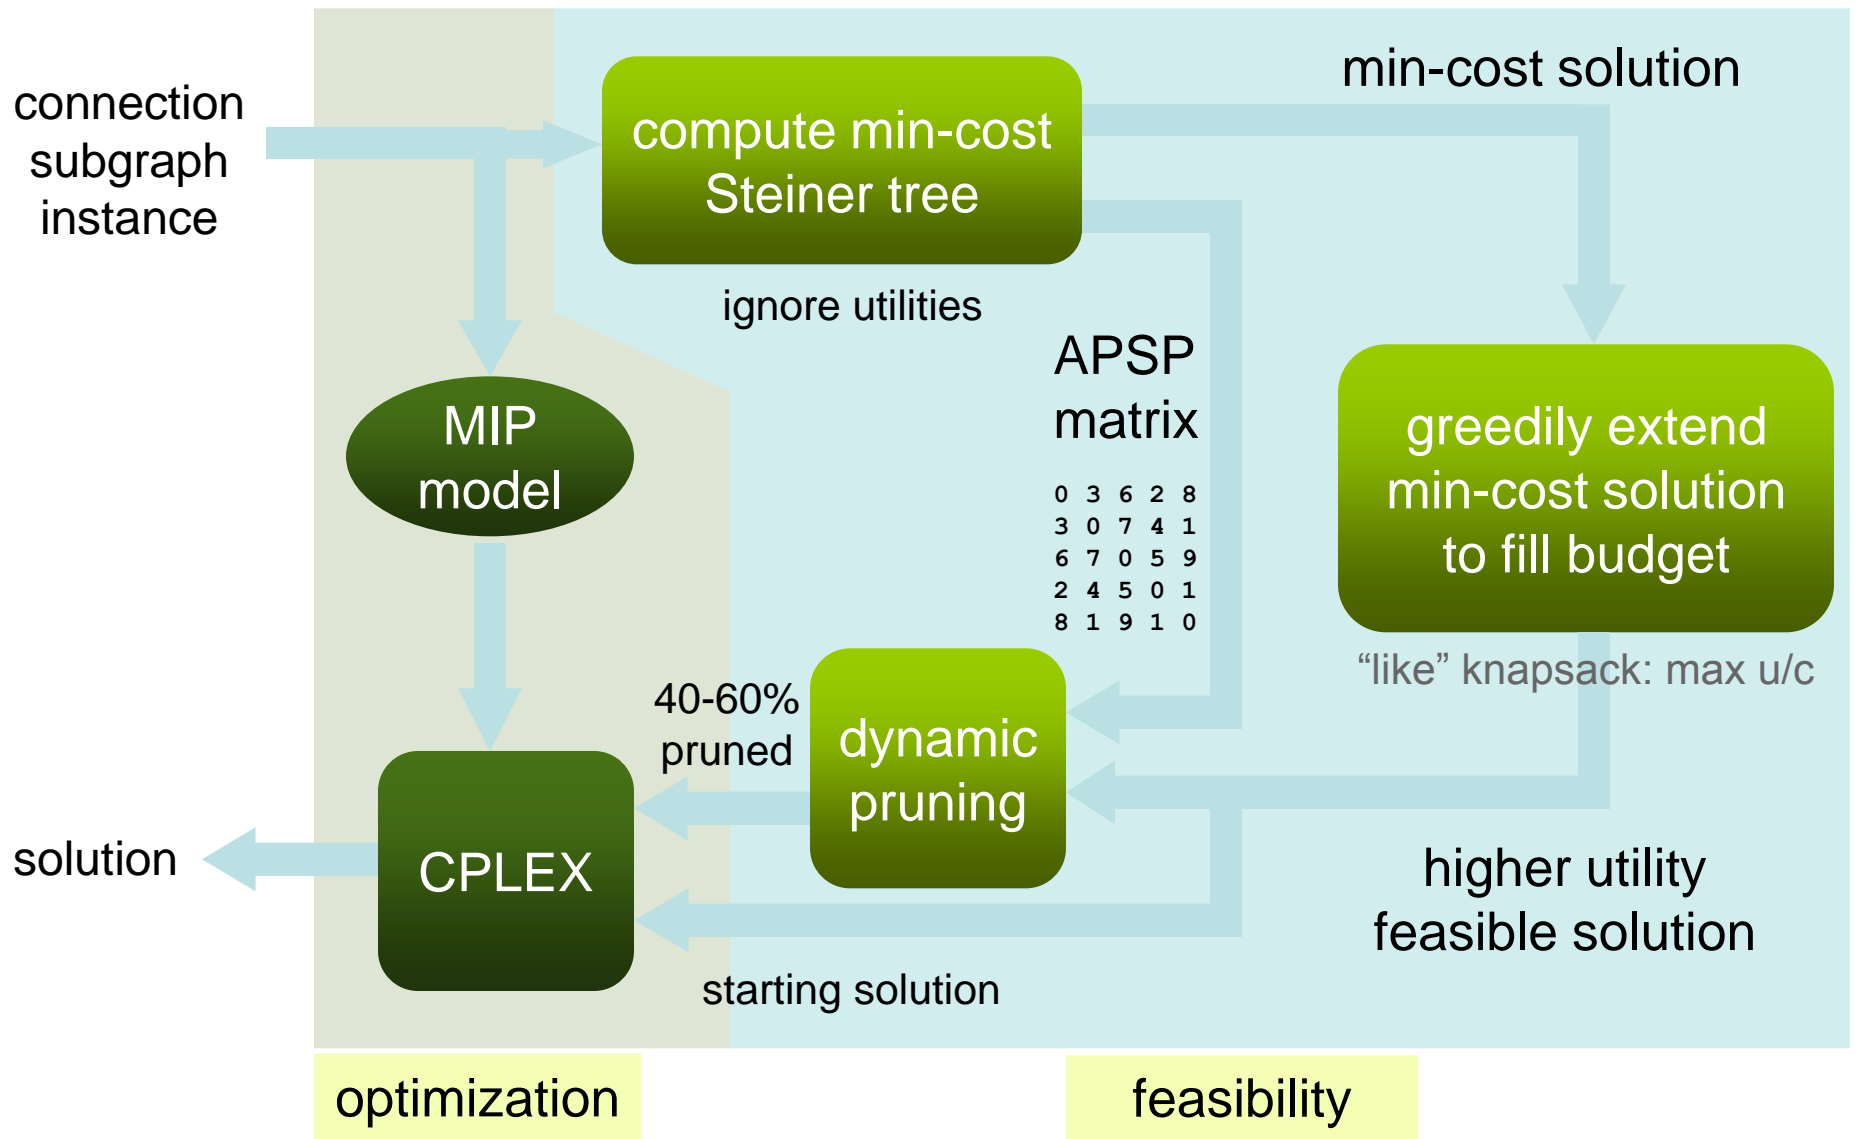 connection
subgraph
instance
compute min-cost
Steiner tree
ignore utilities
min-cost solution
APSP
matrix
0 3 6 2 8
3 0 7 4 1
6 7 0 5 9
2 4 5 0 1
8 1 9 1 0
MIP
model
greedily extend
min-cost solution
to fill budget
“like” knapsack: max u/c
40-60%
pruned
dynamic
pruning
CPLEX
solution
higher utility
feasible solution
starting solution
optimization
feasibility